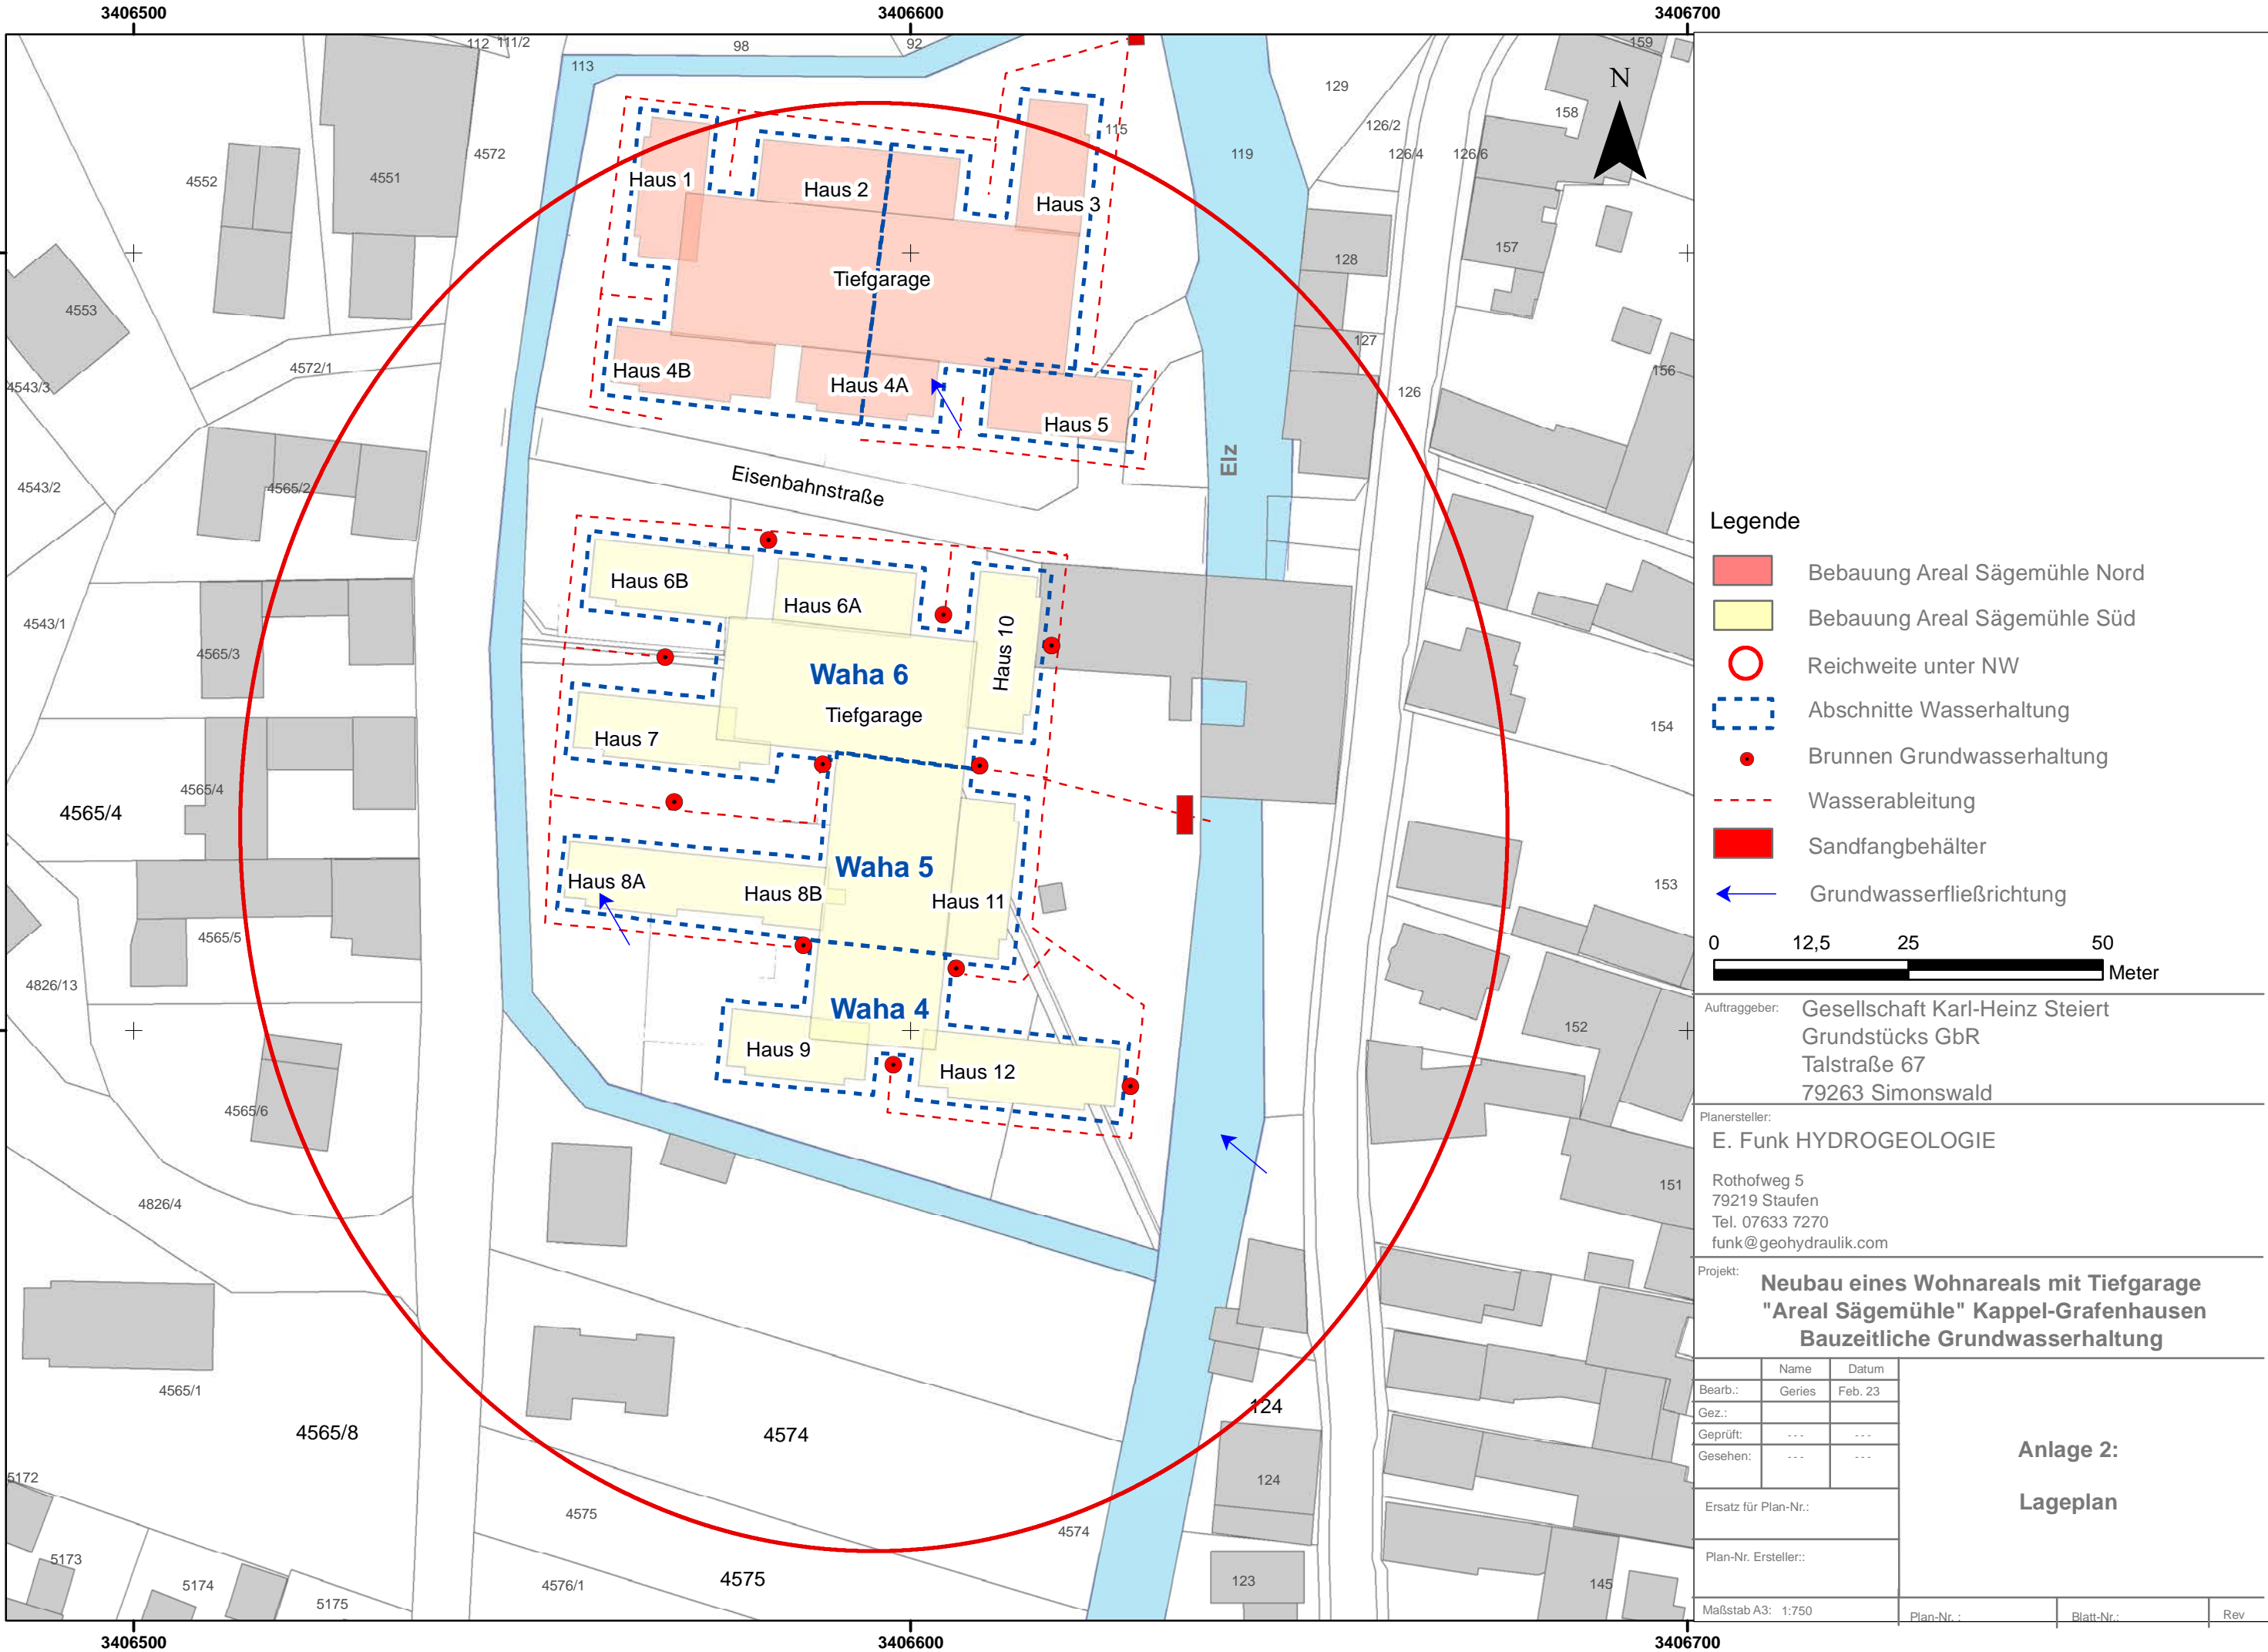 3406500
3406600
3406700
112
111/2
98
92
113
159
129
158
115
126/2
4572
119
126/4
126/6
4552
4551
Haus 1
Haus 2
Haus 3
N
157
128
Tiefgarage
4553
127
4572/1
Haus 4B
Haus 4A
156
4543/3
126
Haus 5
Elz
4543/2
4565/2
Eisenbahnstraße
Haus 6B
Haus 6A
4543/1
4565/3
Haus 10
Waha 6
Tiefgarage
154
Haus 7
4565/4
4565/4
Waha 5
Haus 8A
Haus 8B
Haus 11
153
4565/5
4826/13
Waha 4
152
Haus 9
Haus 12
4565/6
151
4826/4
4565/1
4565/8
4574
124
5172
124
4575
4574
5173
4576/1
4575
123
145
5174
5175
Legende
Bebauung Areal Sägemühle Nord
Bebauung Areal Sägemühle Süd
Reichweite unter NW
Abschnitte Wasserhaltung
Brunnen Grundwasserhaltung
Wasserableitung
Sandfangbehälter
Grundwasserfließrichtung
0 12,5 25 50
Meter
Auftraggeber: Gesellschaft Karl-Heinz Steiert
Grundstücks GbR
Talstraße 67
79263 Simonswald
Planersteller:
E. Funk HYDROGEOLOGIE
Rothofweg 5
79219 Staufen
Tel. 07633 7270
funk@geohydraulik.com
Projekt: Neubau eines Wohnareals mit Tiefgarage
"Areal Sägemühle" Kappel-Grafenhausen
Bauzeitliche Grundwasserhaltung
Name Datum
Bearb.: Geries Feb. 23
Gez.:
Geprüft: --- ---
Gesehen: --- ---
Ersatz für Plan-Nr.:
Plan-Nr. Ersteller::
Anlage 2:
Lageplan
Maßstab A3: 1:750
Plan-Nr. :
Blatt-Nr.:
Rev
3406500
3406600
3406700